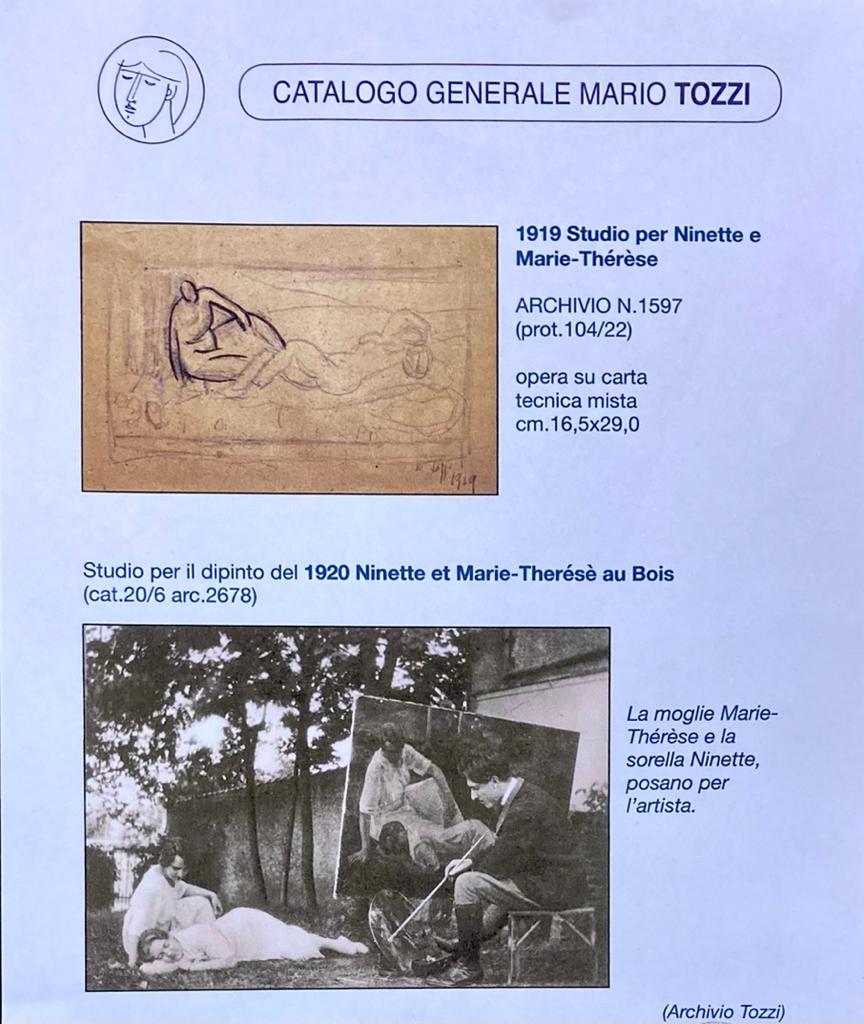 CATALOGO GENERALE MARIO TOZZI
1919 Studio per Ninette e
Marie-Thérèse
ARCHIVIO N.1597
(prot.104/22)
opera su carta
tecnica mista
cm.16,5x29,0
1919
Studio per il dipinto del 1920 Ninette et Marie-Therésè au Bois
(cat.20/6 arc.2678)
La moglie Marie-
Thérèse e la
sorella Ninette,
posano per
l'artista.
(Archivio Tozzi)